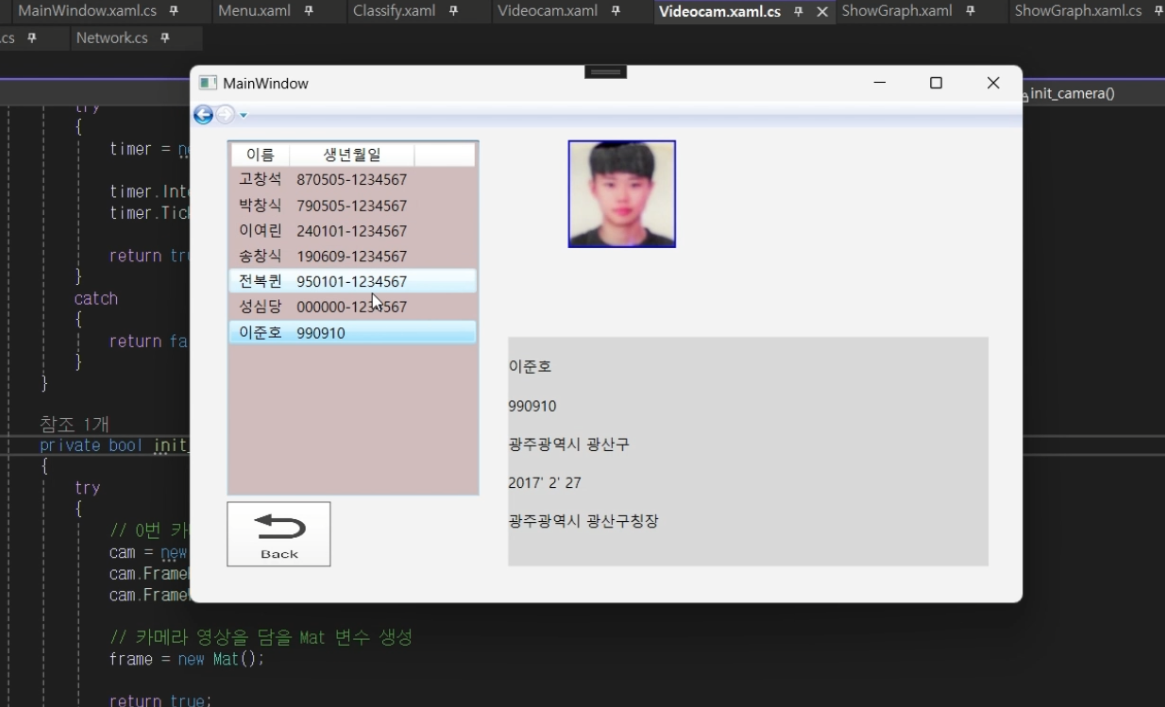 MainWindow.xaml.cs
Menu.xaml
Classify.xaml
Videocam.xaml
Videocam.xaml.cs
ShowGraph.xaml
ShowGraph.xaml.cs
.cs
Network.cs
init_camera()
MainWindow
try
{
timer = ne
timer.Inte
timer.Tick
return tru
}
catch
{
return fa
}
}
참조 1개
private bool init_
{
try
{
// 0번 카
cam = new
cam.Frame
cam.Frame
// 카메라 영상을 담을 Mat 변수 생성
frame = new Mat();
return true;
이름 생년월일
고창석 870505-1234567
박창식 790505-1234567
이여린 240101-1234567
송창식 190609-1234567
전복퀸 950101-1234567
성심당 000000-1234567
이준호 990910
Back
이준호
990910
광주광역시 광산구
2017' 2' 27
광주광역시 광산구칭장